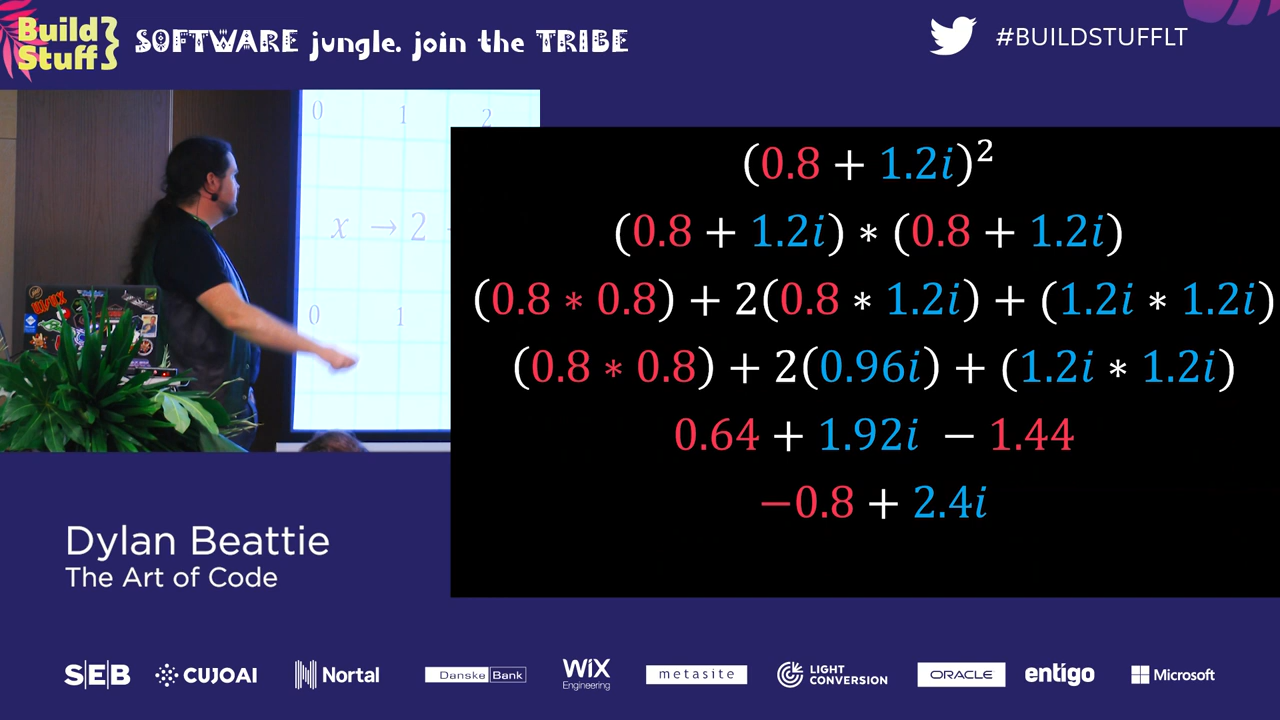 Build
Stuff
SOFTWARE jungle. join the TRIBE
#BUILDSTUFFLT
0 1 2
x → 2
0 1
(0.8 + 1.2i)²
(0.8 + 1.2i) ∗ (0.8 + 1.2i)
(0.8 ∗ 0.8) + 2(0.8 ∗ 1.2i) + (1.2i ∗ 1.2i)
(0.8 ∗ 0.8) + 2(0.96i) + (1.2i ∗ 1.2i)
0.64 + 1.92i − 1.44
−0.8 + 2.4i
Dylan Beattie
The Art of Code
S|E|B CUJOAI Nortal Danske Bank WiX Engineering metasite LIGHT CONVERSION ORACLE entigo Microsoft